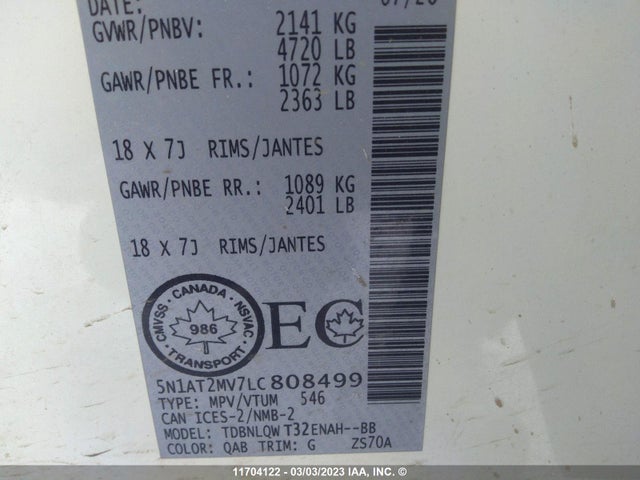 DATE: 07/20
GVWR/PNBV: 2141 KG
4720 LB
GAWR/PNBE FR.: 1072 KG
2363 LB
18 X 7J RIMS/JANTES
GAWR/PNBE RR.: 1089 KG
2401 LB
18 X 7J RIMS/JANTES
CANADA
CMVSS · NSVAC
986
TRANSPORT
EC
5N1AT2MV7LC808499
TYPE: MPV/VTUM 546
CAN ICES-2/NMB-2
MODEL: TDBNLQWT32ENAH--BB
COLOR: QAB TRIM: G ZS70A
11704122 - 03/03/2023 IAA, Inc. - Copyright